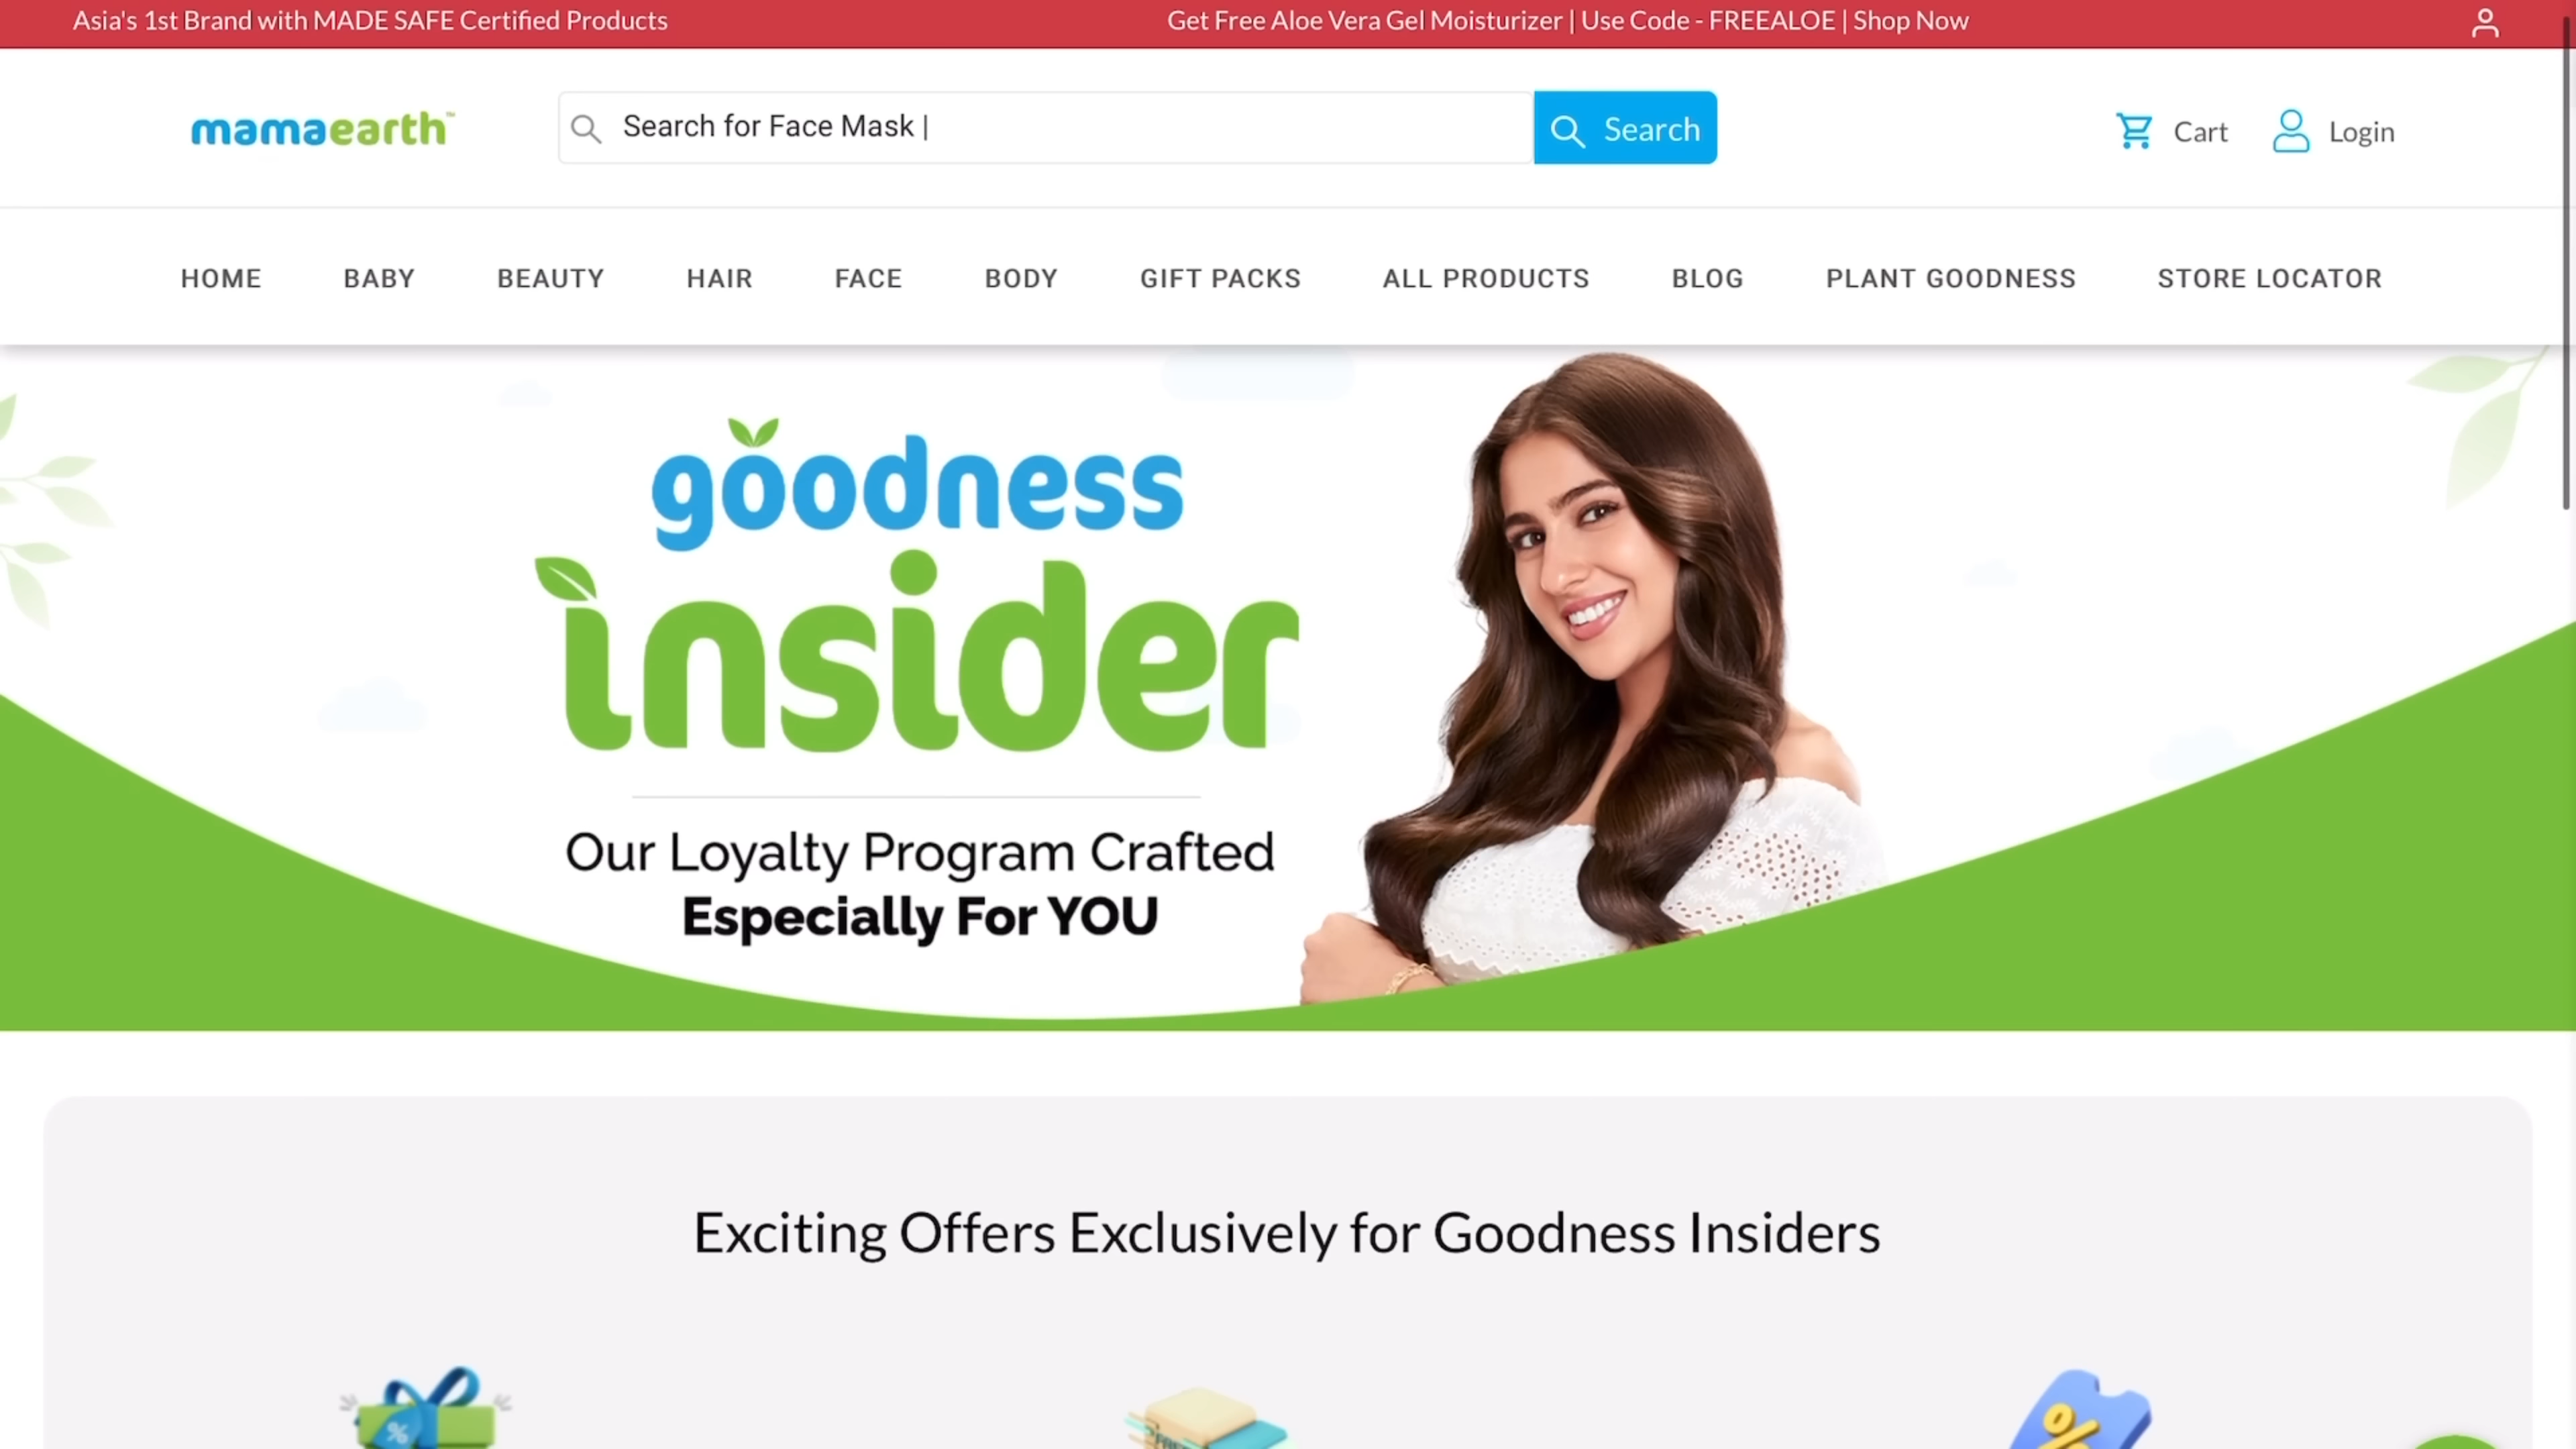 Asia's 1st Brand with MADE SAFE Certified Products
Get Free Aloe Vera Gel Moisturizer | Use Code - FREEALOE | Shop Now
mamaearth™
Search for Face Mask |
Search
Cart
Login
HOME
BABY
BEAUTY
HAIR
FACE
BODY
GIFT PACKS
ALL PRODUCTS
BLOG
PLANT GOODNESS
STORE LOCATOR
goodness
insider
Our Loyalty Program Crafted
Especially For YOU
Exciting Offers Exclusively for Goodness Insiders
%
%